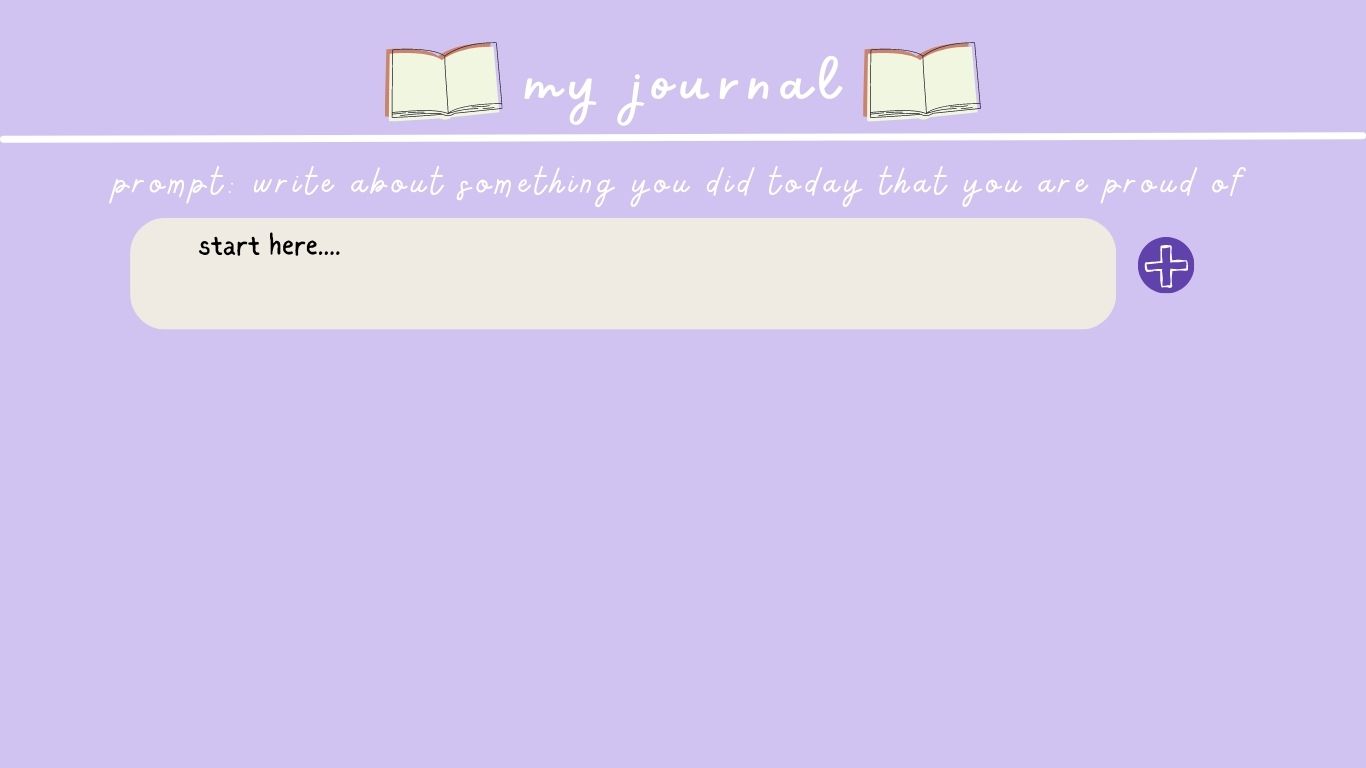 my journal
prompt: write about something you did today that you are proud of
start here....